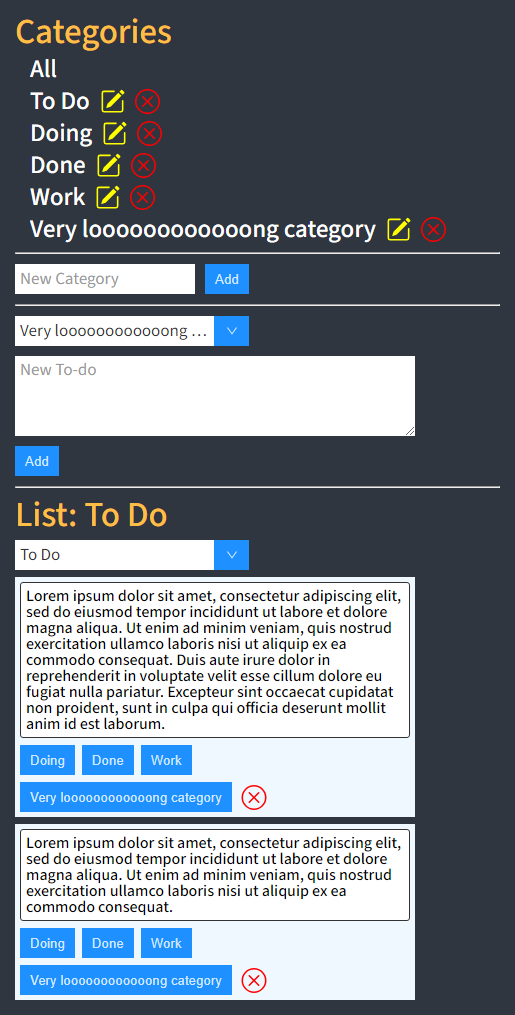 Categories
All
To Do
Doing
Done
Work
Very loooooooooooong category
New Category
Add
Very loooooooooooong ...
New To-do
Add
List: To Do
To Do
Lorem ipsum dolor sit amet, consectetur adipiscing elit,
sed do eiusmod tempor incididunt ut labore et dolore
magna aliqua. Ut enim ad minim veniam, quis nostrud
exercitation ullamco laboris nisi ut aliquip ex ea
commodo consequat. Duis aute irure dolor in
reprehenderit in voluptate velit esse cillum dolore eu
fugiat nulla pariatur. Excepteur sint occaecat cupidatat
non proident, sunt in culpa qui officia deserunt mollit
anim id est laborum.
Doing Done Work
Very loooooooooooong category
Lorem ipsum dolor sit amet, consectetur adipiscing elit,
sed do eiusmod tempor incididunt ut labore et dolore
magna aliqua. Ut enim ad minim veniam, quis nostrud
exercitation ullamco laboris nisi ut aliquip ex ea
commodo consequat.
Doing Done Work
Very loooooooooooong category